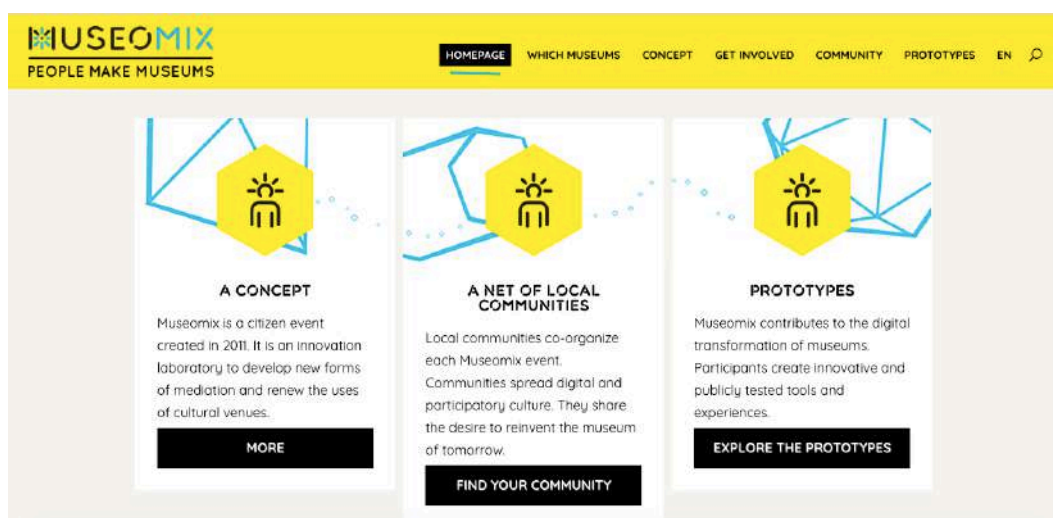 MUSEOMIX
PEOPLE MAKE MUSEUMS
HOMEPAGE WHICH MUSEUMS CONCEPT GET INVOLVED COMMUNITY PROTOTYPES EN
A CONCEPT
Museomix is a citizen event
created in 2011. It is an innovation
laboratory to develop new forms
of mediation and renew the uses
of cultural venues.
MORE
A NET OF LOCAL
COMMUNITIES
Local communities co-organize
each Museomix event.
Communities spread digital and
participatory culture. They share
the desire to reinvent the museum
of tomorrow.
FIND YOUR COMMUNITY
PROTOTYPES
Museomix contributes to the digital
transformation of museums.
Participants create innovative and
publicly tested tools and
experiences.
EXPLORE THE PROTOTYPES